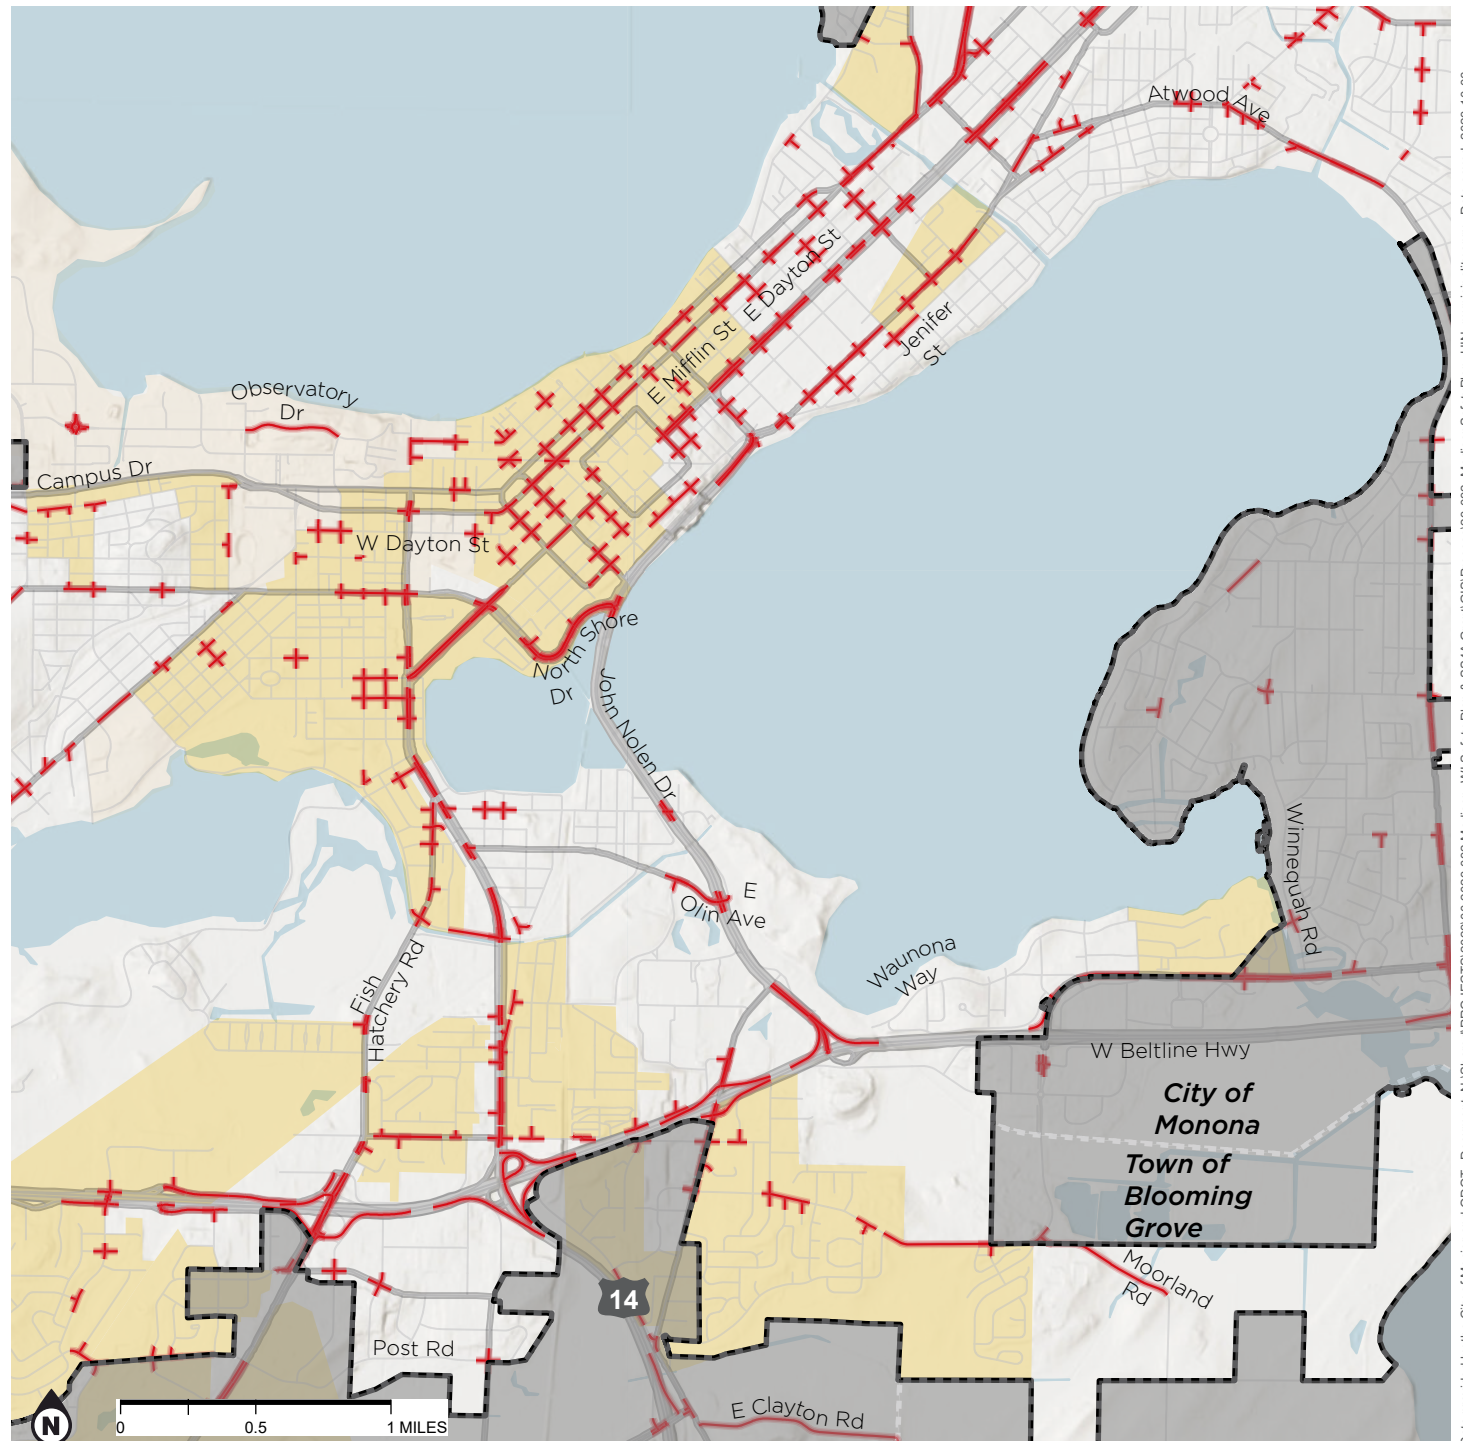 Atwood Ave
E Dayton St
E Mifflin St
Jenifer
St
Observatory
Dr
Campus Dr
W Dayton St
North Shore
Dr
John Nolen Dr
E
Olin Ave
Winnequah Rd
Waunona
Way
Fish
Hatchery Rd
W Beltline Hwy
City of
Monona
Town of
Blooming
Grove
Moorland
Rd
14
Post Rd
E Clayton Rd
N
0 0.5 1 MILES